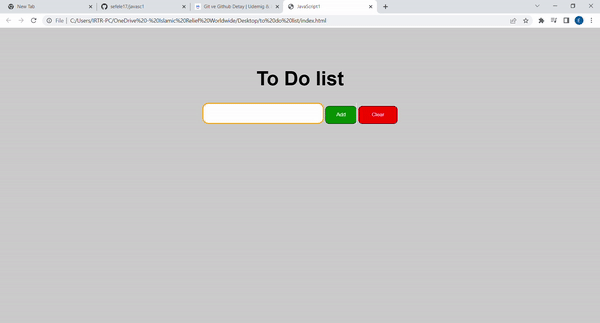 New Tab
sefele17/javasc1
Git ve Github Detay | Udemig A
JavaScript1
File
C:/Users/IRTR-PC/OneDrive%20-%20Islamic%20Relief%20Worldwide/Desktop/to%20do%20list/index.html
To Do list
Add
Clear